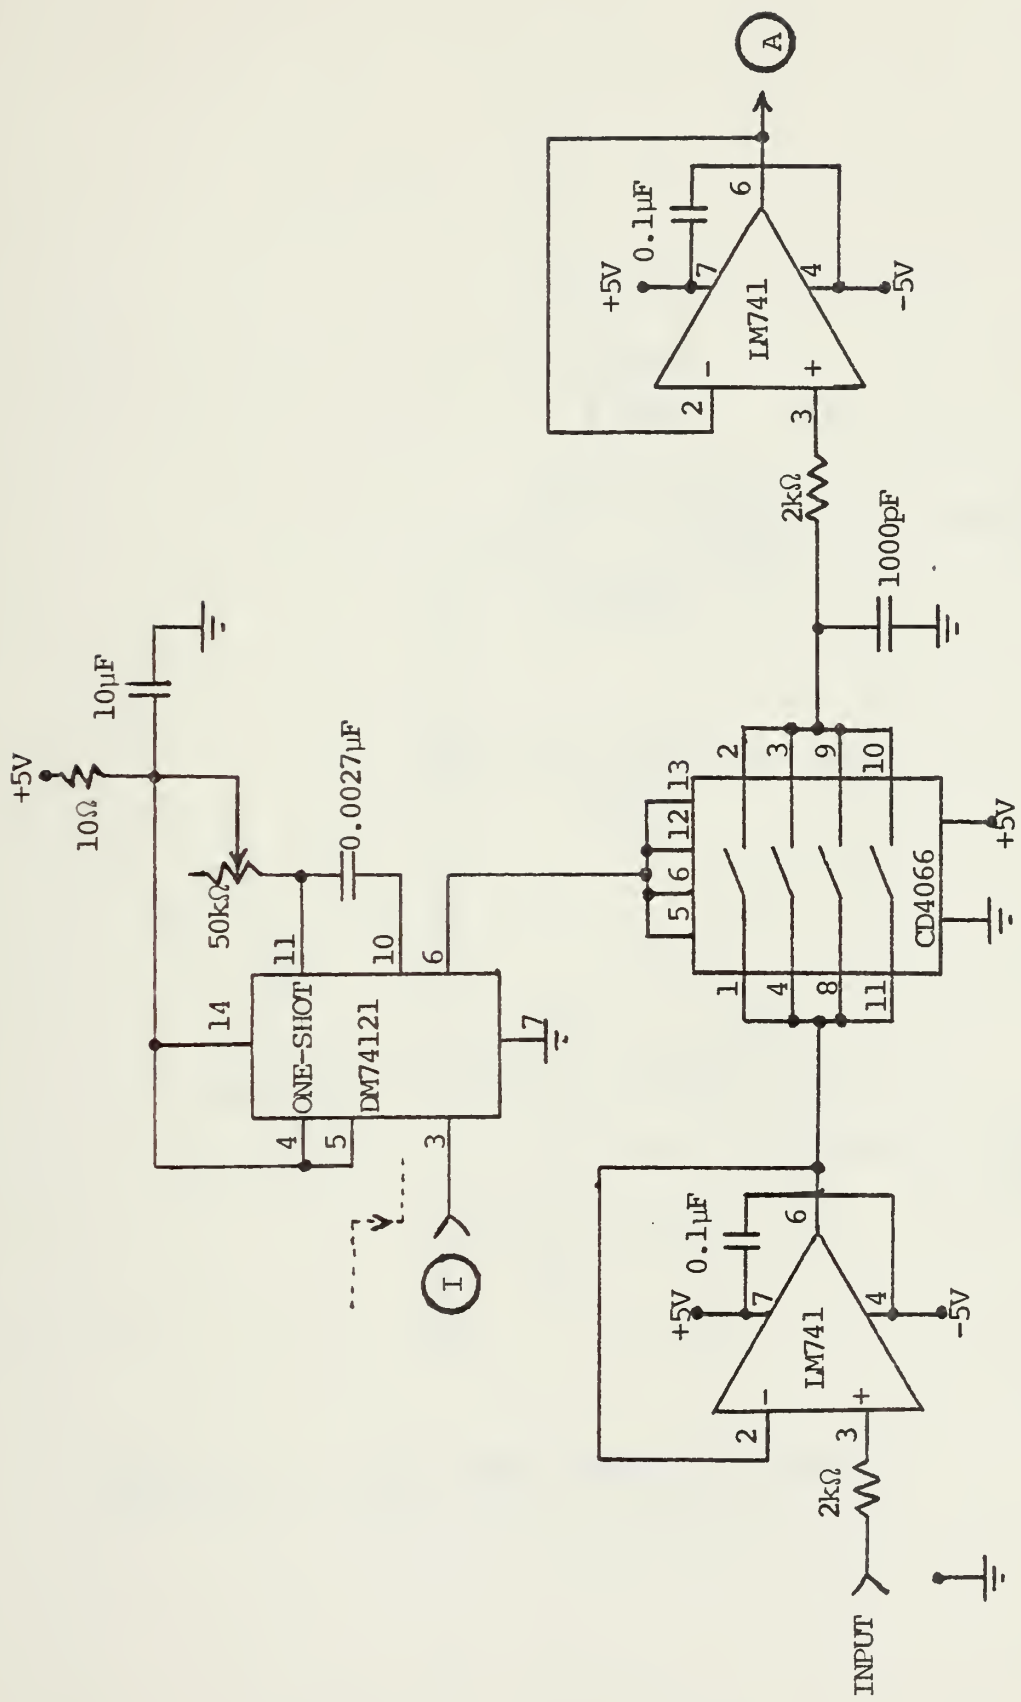 +5V
10Ω
10μF
50kΩ
0.0027μF
14
11
10
6
4
5
3
7
ONE-SHOT
DM74121
I
5
6
12
13
1
4
8
11
2
3
9
10
CD4066
+5V
INPUT
2kΩ
2
3
-
+
LM741
+5V
7
0.1μF
6
4
-5V
1000pF
2kΩ
2
3
-
+
LM741
+5V
7
0.1μF
6
4
-5V
A